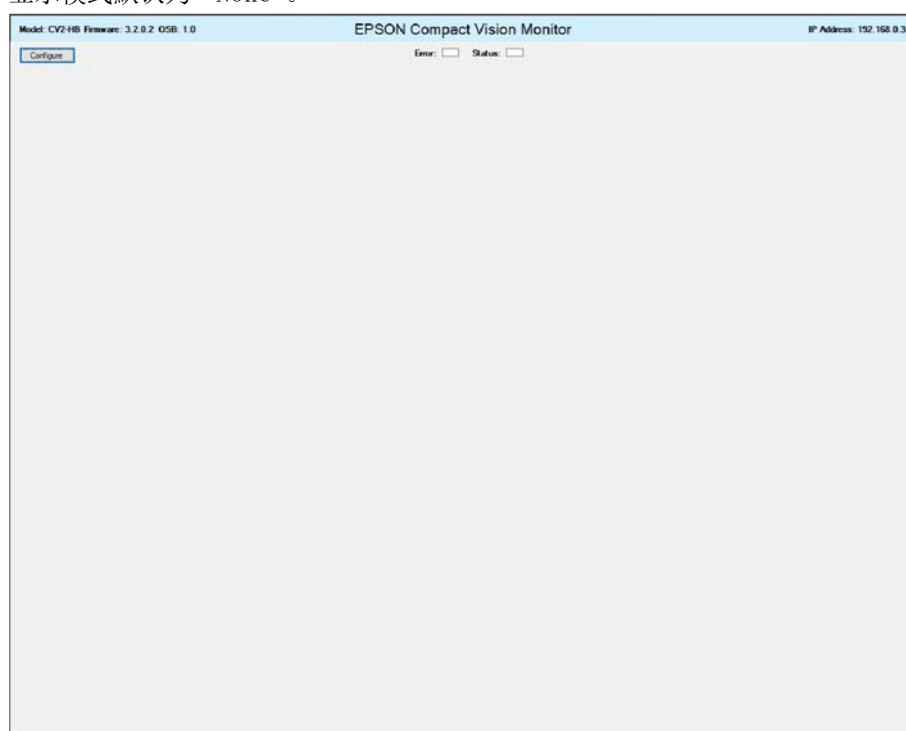 显示模式默认为 "None"。
Model: CV2-HB Firmware: 3.2.0.2 OSB: 1.0 EPSON Compact Vision Monitor IP Address: 192.168.0.3
Configure Error: Status: